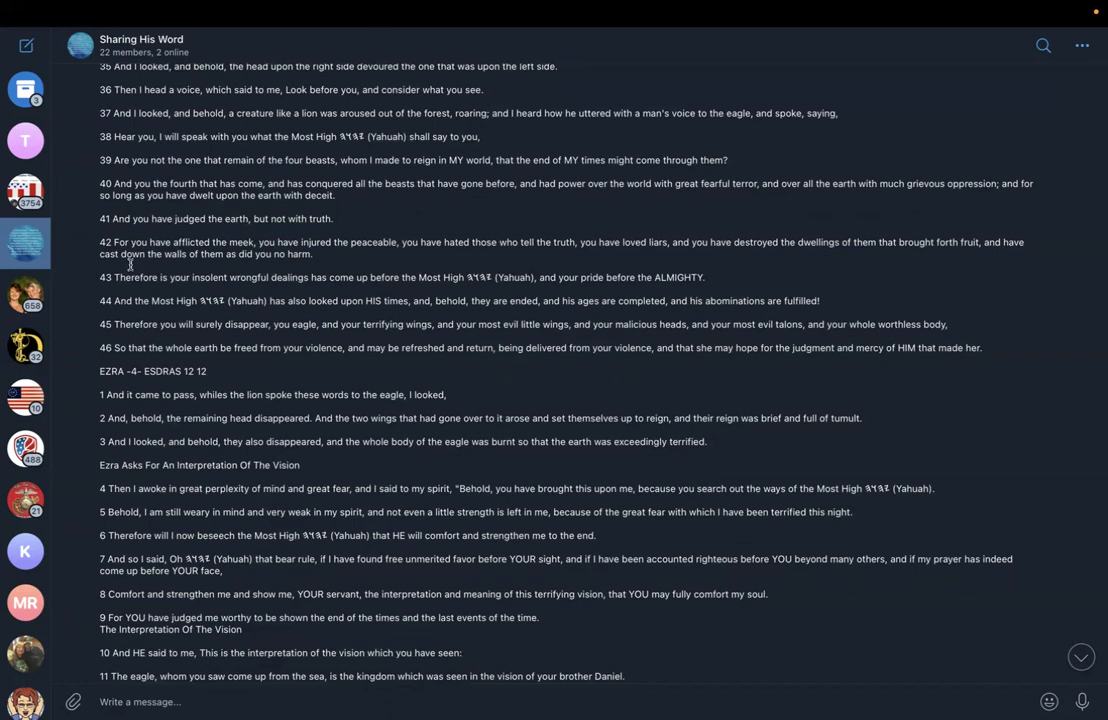 Sharing His Word
22 members, 2 online
35 And I looked, and behold, the head upon the right side devoured the one that was upon the left side.
36 Then I head a voice, which said to me, Look before you, and consider what you see.
37 And I looked, and behold, a creature like a lion was aroused out of the forest, roaring; and I heard how he uttered with a man's voice to the eagle, and spoke, saying,
38 Hear you, I will speak with you what the Most High 𐤉𐤄𐤅𐤄 (Yahuah) shall say to you,
39 Are you not the one that remain of the four beasts, whom I made to reign in MY world, that the end of MY times might come through them?
40 And you the fourth that has come, and has conquered all the beasts that have gone before, and had power over the world with great fearful terror, and over all the earth with much grievous oppression; and for
so long as you have dwelt upon the earth with deceit.
41 And you have judged the earth, but not with truth.
42 For you have afflicted the meek, you have injured the peaceable, you have hated those who tell the truth, you have loved liars, and you have destroyed the dwellings of them that brought forth fruit, and have
cast down the walls of them as did you no harm.
43 Therefore is your insolent wrongful dealings has come up before the Most High 𐤉𐤄𐤅𐤄 (Yahuah), and your pride before the ALMIGHTY.
44 And the Most High 𐤉𐤄𐤅𐤄 (Yahuah) has also looked upon HIS times, and, behold, they are ended, and his ages are completed, and his abominations are fulfilled!
45 Therefore you will surely disappear, you eagle, and your terrifying wings, and your most evil little wings, and your malicious heads, and your most evil talons, and your whole worthless body,
46 So that the whole earth be freed from your violence, and may be refreshed and return, being delivered from your violence, and that she may hope for the judgment and mercy of HIM that made her.
EZRA -4- ESDRAS 12 12
1 And it came to pass, whiles the lion spoke these words to the eagle, I looked,
2 And, behold, the remaining head disappeared. And the two wings that had gone over to it arose and set themselves up to reign, and their reign was brief and full of tumult.
3 And I looked, and behold, they also disappeared, and the whole body of the eagle was burnt so that the earth was exceedingly terrified.
Ezra Asks For An Interpretation Of The Vision
4 Then I awoke in great perplexity of mind and great fear, and I said to my spirit, "Behold, you have brought this upon me, because you search out the ways of the Most High 𐤉𐤄𐤅𐤄 (Yahuah).
5 Behold, I am still weary in mind and very weak in my spirit, and not even a little strength is left in me, because of the great fear with which I have been terrified this night.
6 Therefore will I now beseech the Most High 𐤉𐤄𐤅𐤄 (Yahuah) that HE will comfort and strengthen me to the end.
7 And so I said, Oh 𐤉𐤄𐤅𐤄 (Yahuah) that bear rule, if I have found free unmerited favor before YOUR sight, and if I have been accounted righteous before YOU beyond many others, and if my prayer has indeed
come up before YOUR face,
8 Comfort and strengthen me and show me, YOUR servant, the interpretation and meaning of this terrifying vision, that YOU may fully comfort my soul.
9 For YOU have judged me worthy to be shown the end of the times and the last events of the time.
The Interpretation Of The Vision
10 And HE said to me, This is the interpretation of the vision which you have seen:
11 The eagle, whom you saw come up from the sea, is the kingdom which was seen in the vision of your brother Daniel.
Write a message...
3
T
3754
658
32
10
488
21
K
MR